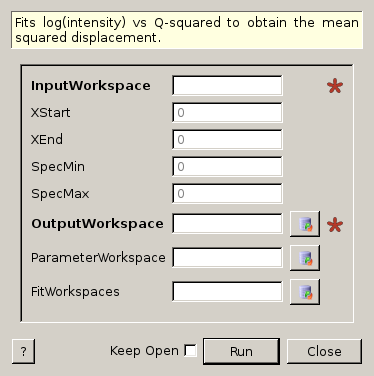 Fits log(intensity) vs Q-squared to obtain the mean
squared displacement.
InputWorkspace *
XStart 0
XEnd 0
SpecMin 0
SpecMax 0
OutputWorkspace *
ParameterWorkspace
FitWorkspaces
? Keep Open Run Close